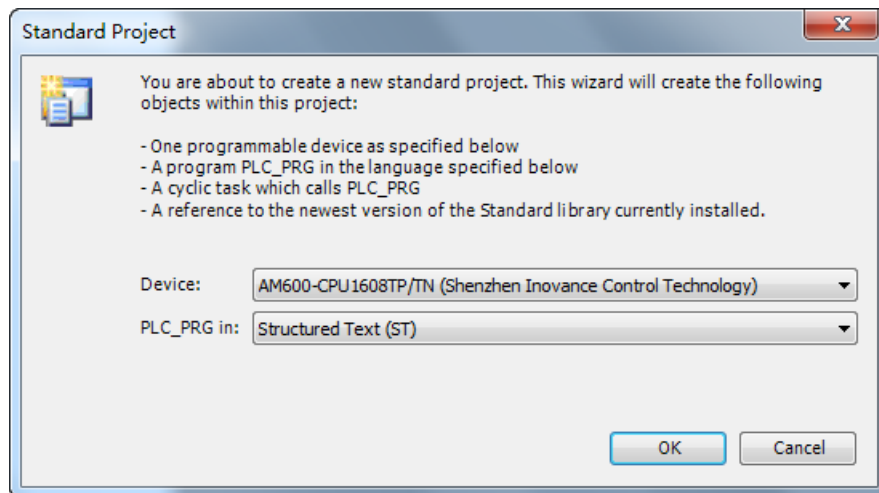 Standard Project
You are about to create a new standard project. This wizard will create the following
objects within this project:
- One programmable device as specified below
- A program PLC_PRG in the language specified below
- A cyclic task which calls PLC_PRG
- A reference to the newest version of the Standard library currently installed.
Device: AM600-CPU1608TP/TN (Shenzhen Inovance Control Technology)
PLC_PRG in: Structured Text (ST)
OK Cancel